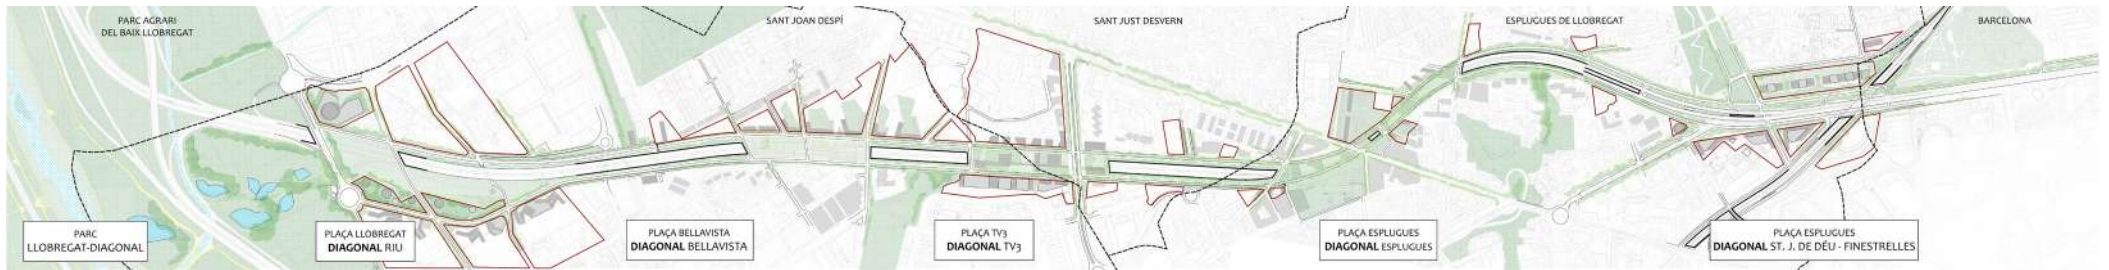 PARC AGRARI
DEL BAIX LLOBREGAT
SANT JOAN DESPÍ
SANT JUST DESVERN
ESPLUGUES DE LLOBREGAT
BARCELONA
PARC
LLOBREGAT-DIAGONAL
PLAÇA LLOBREGAT
DIAGONAL RIU
PLAÇA BELLAVISTA
DIAGONAL BELLAVISTA
PLAÇA TV3
DIAGONAL TV3
PLAÇA ESPLUGUES
DIAGONAL ESPLUGUES
PLAÇA ESPLUGUES
DIAGONAL ST. J. DE DÉU - FINESTRELLES